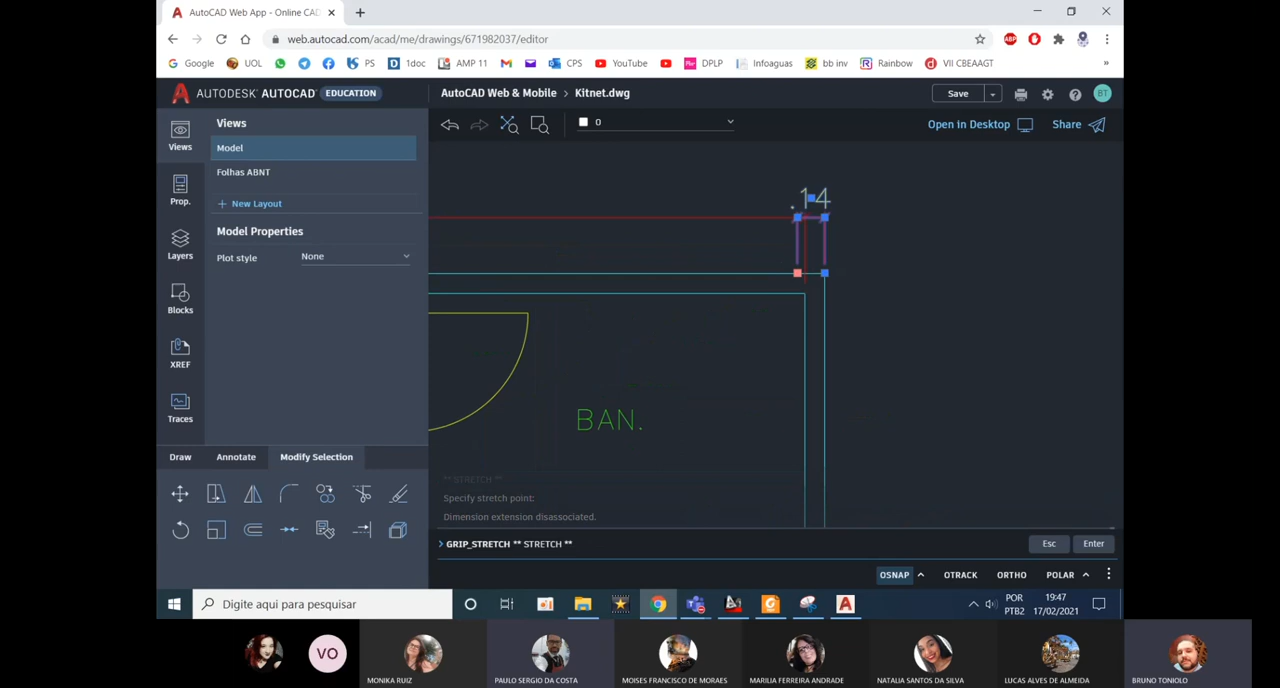 AutoCAD Web App - Online CAD
web.autocad.com/acad/me/drawings/671982037/editor
ABP
Google UOL PS 1doc AMP 11 CPS YouTube DPLP Infoaguas bb inv Rainbow VII CBEAAGT »
AUTODESK® AUTOCAD EDUCATION AutoCAD Web & Mobile > Kitnet.dwg Save BT
Views
Prop.
Layers
Blocks
XREF
Traces
Views
Model
Folhas ABNT
+ New Layout
Model Properties
Plot style None
0
Open in Desktop Share
.14
BAN.
** STRETCH **
Specify stretch point:
Dimension extension disassociated.
GRIP_STRETCH ** STRETCH **
Esc Enter
Draw Annotate Modify Selection
OSNAP OTRACK ORTHO POLAR
Digite aqui para pesquisar
POR
PTB2
19:47
17/02/2021
VO
MONIKA RUIZ
PAULO SERGIO DA COSTA
MOISES FRANCISCO DE MORAES
MARILIA FERREIRA ANDRADE
NATALIA SANTOS DA SILVA
LUCAS ALVES DE ALMEIDA
BRUNO TONIOLO